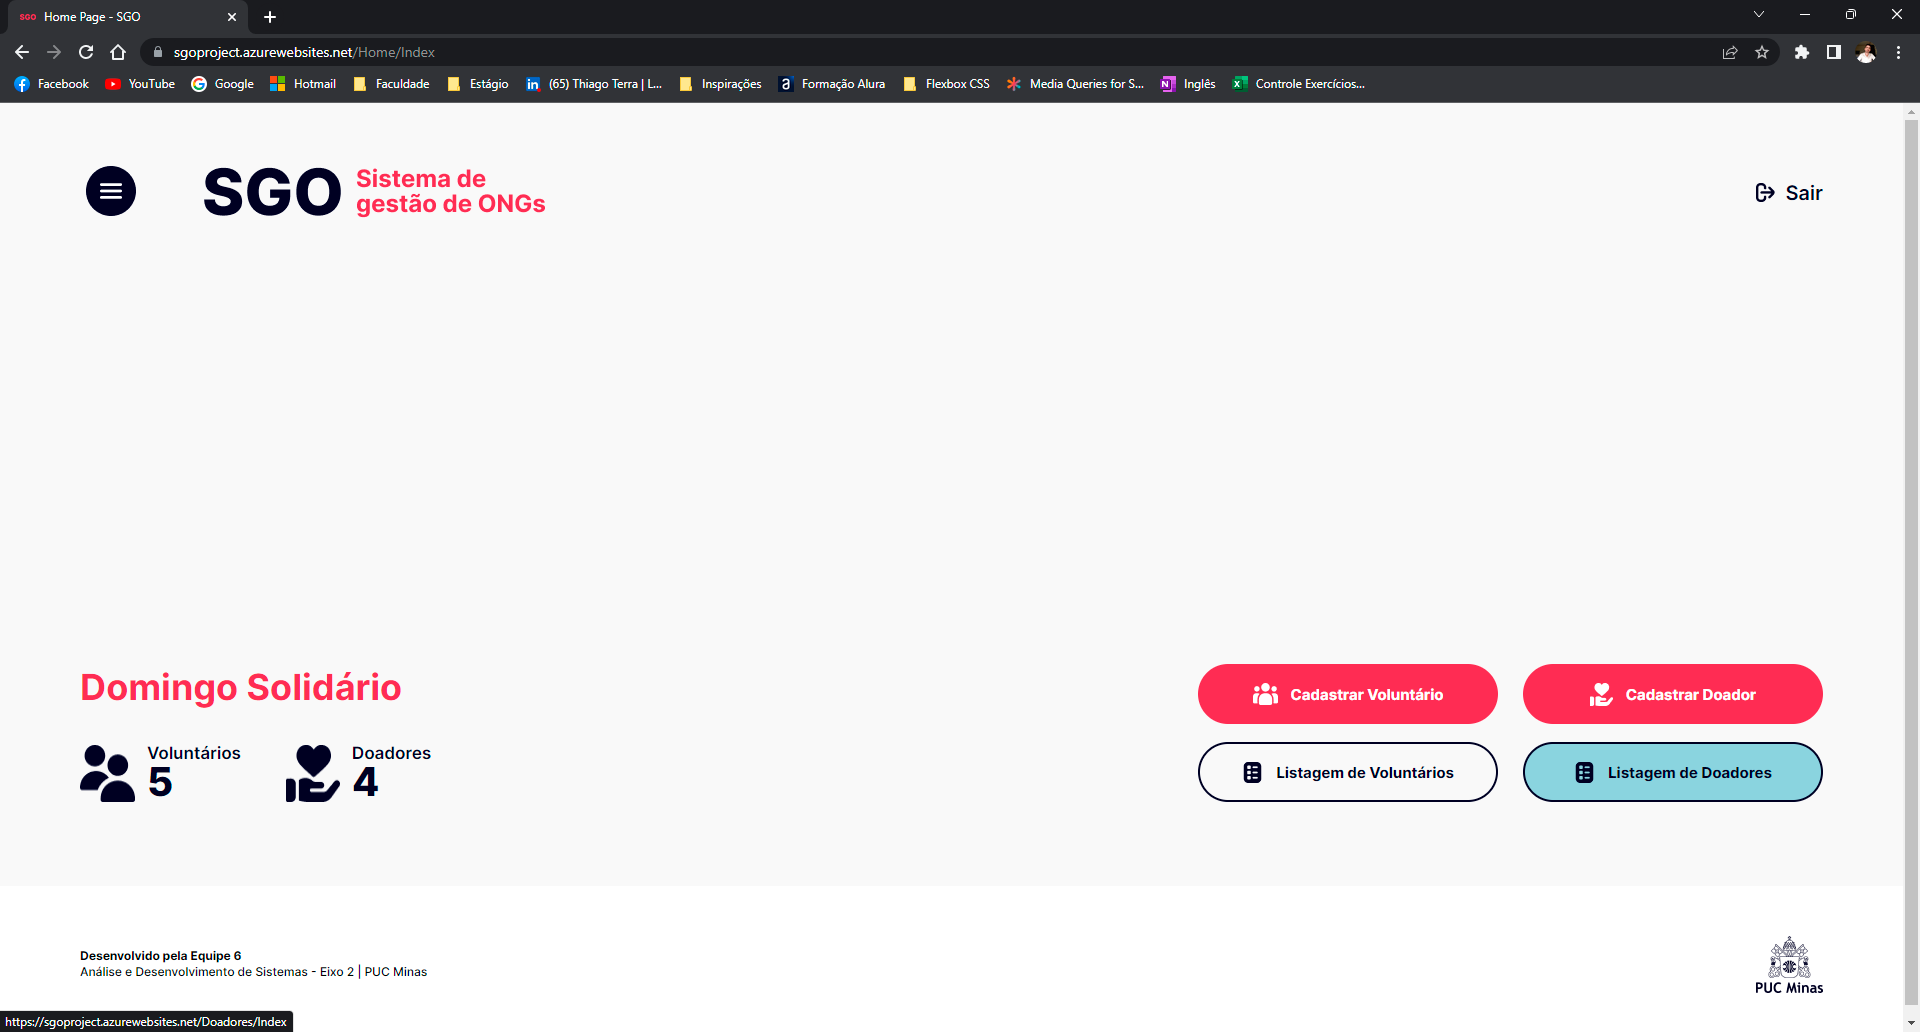 SGO
Home Page - SGO
sgoproject.azurewebsites.net/Home/Index
Facebook
YouTube
Google
Hotmail
Faculdade
Estágio
in
(65) Thiago Terra | L...
Inspirações
a
Formação Alura
Flexbox CSS
Media Queries for S...
N
Inglês
X
Controle Exercícios...
SGO
Sistema de
gestão de ONGs
Sair
Domingo Solidário
Voluntários
5
Doadores
4
Cadastrar Voluntário
Cadastrar Doador
Listagem de Voluntários
Listagem de Doadores
Desenvolvido pela Equipe 6
Análise e Desenvolvimento de Sistemas - Eixo 2 | PUC Minas
PUC Minas
https://sgoproject.azurewebsites.net/Doadores/Index